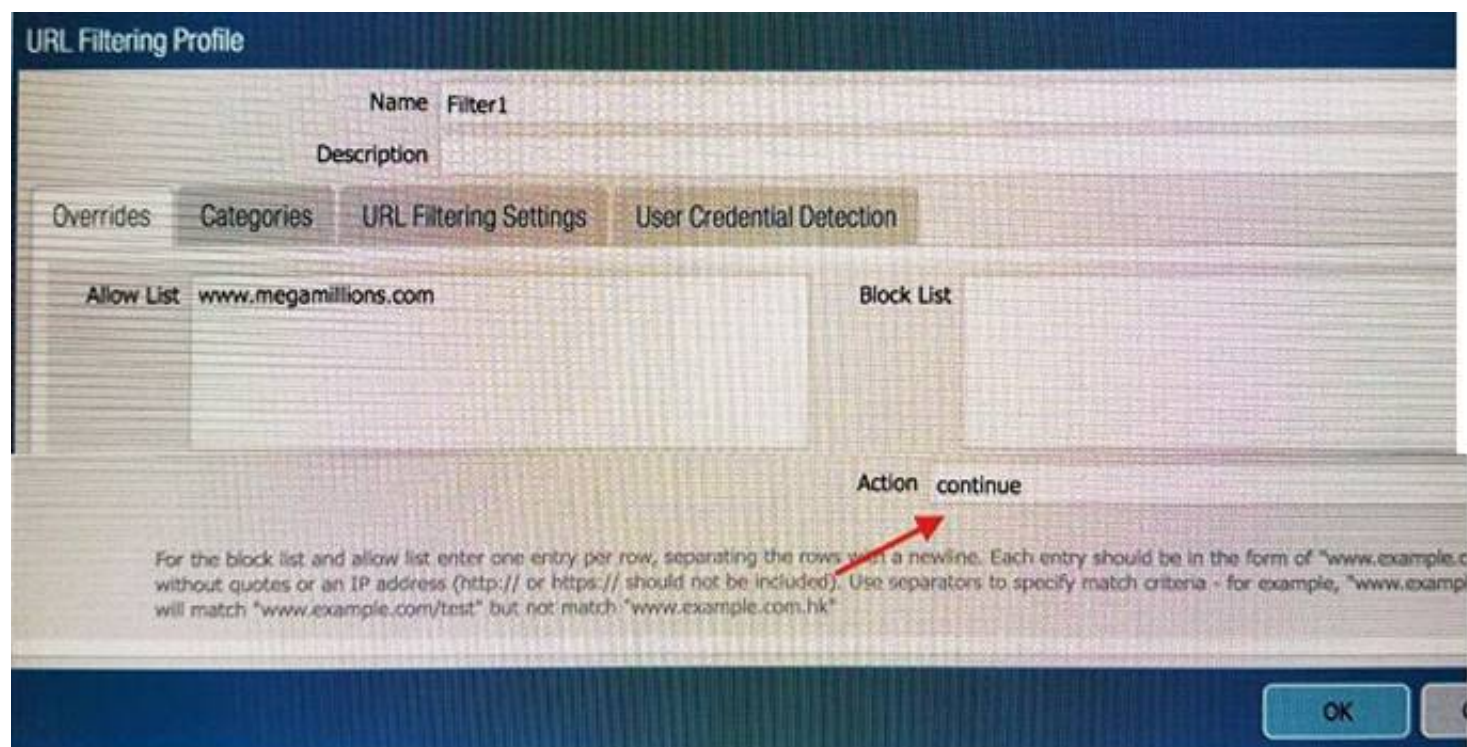 URL Filtering Profile
Name Filter1
Description
Overrides Categories URL Filtering Settings User Credential Detection
Allow List www.megamillions.com Block List
Action continue
For the block list and allow list enter one entry per row, separating the rows with a newline. Each entry should be in the form of "www.example.c
without quotes or an IP address (http:// or https:// should not be included). Use separators to specify match criteria - for example, "www.examp
will match "www.example.com/test" but not match "www.example.com.hk"
OK